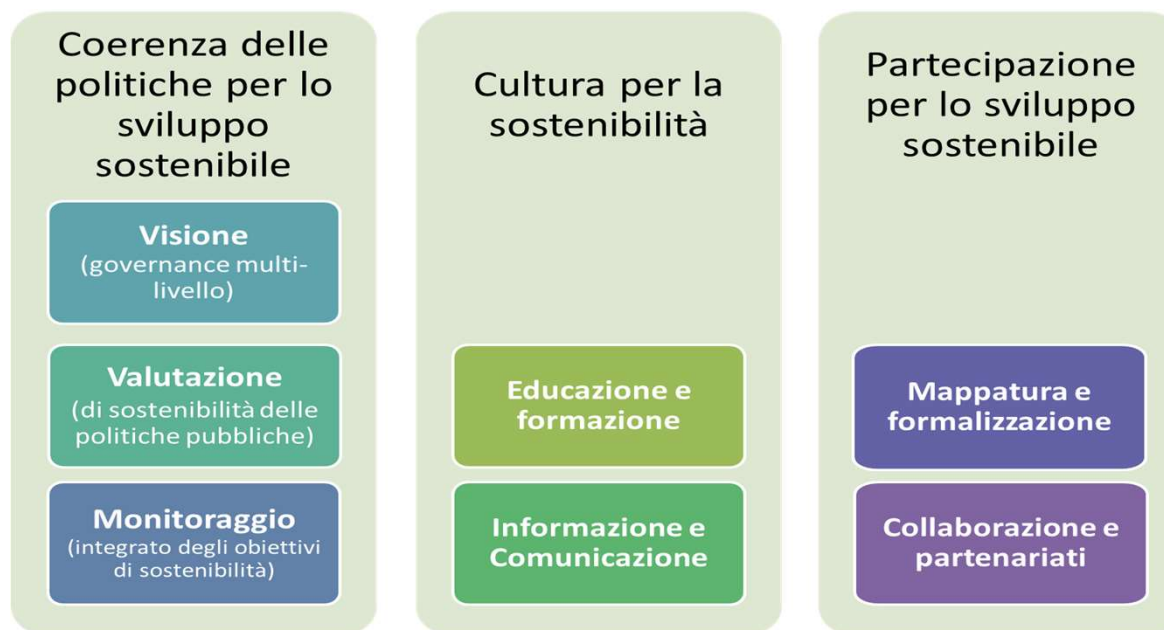 Coerenza delle
politiche per lo
sviluppo
sostenibile
Visione
(governance multi-
livello)
Valutazione
(di sostenibilità delle
politiche pubbliche)
Monitoraggio
(integrato degli obiettivi
di sostenibilità)
Cultura per la
sostenibilità
Educazione e
formazione
Informazione e
Comunicazione
Partecipazione
per lo sviluppo
sostenibile
Mappatura e
formalizzazione
Collaborazione e
partenariati